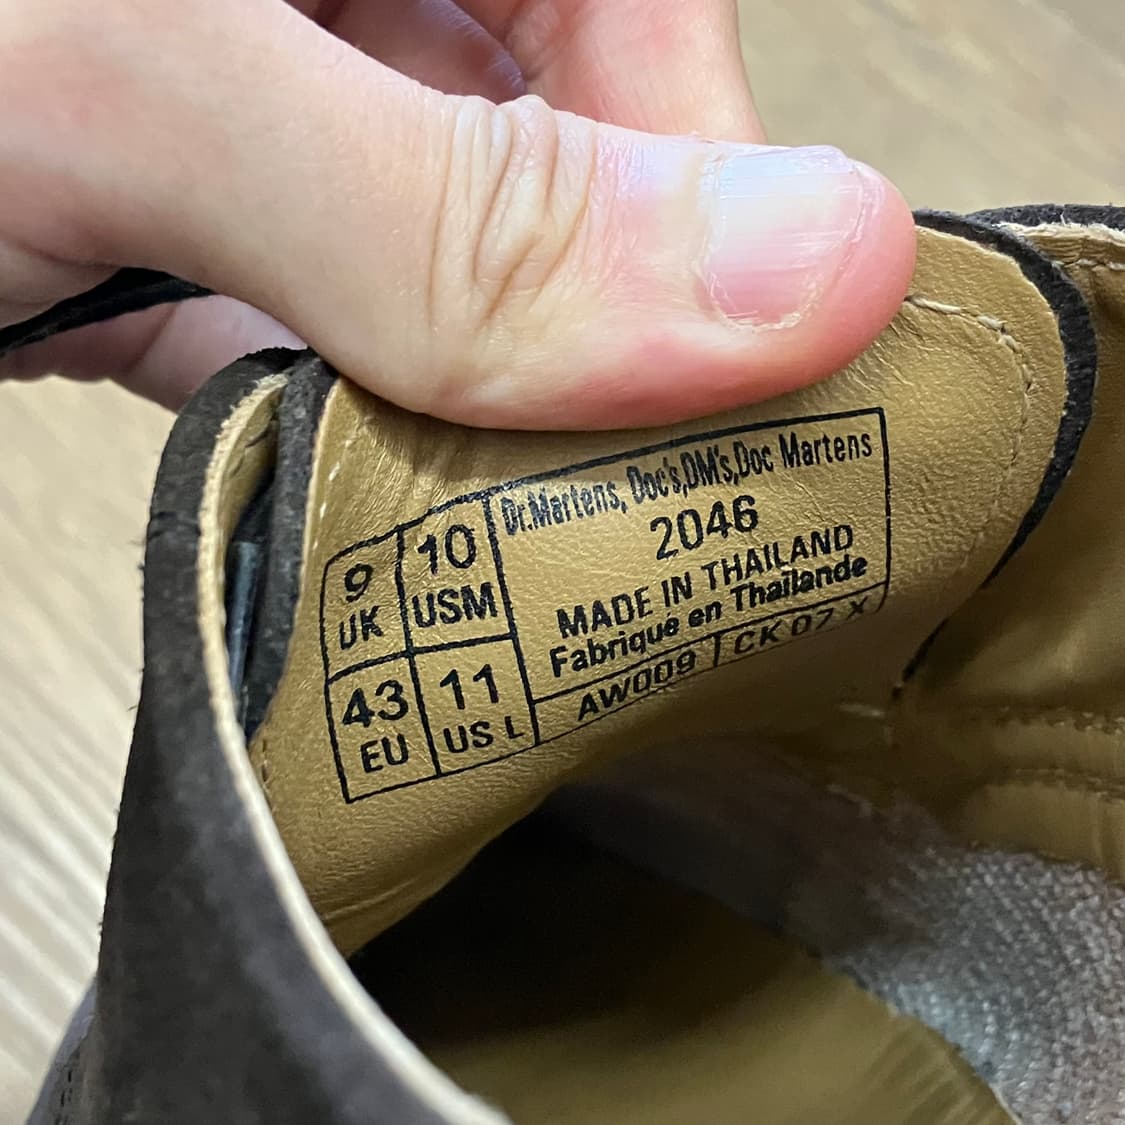 9
UK
10
USM
43
EU
11
US L
Dr.Martens, Doc's,DM's,Doc Martens
2046
MADE IN THAILAND
Fabriqué en Thaïlande
AW009
CK 07 X